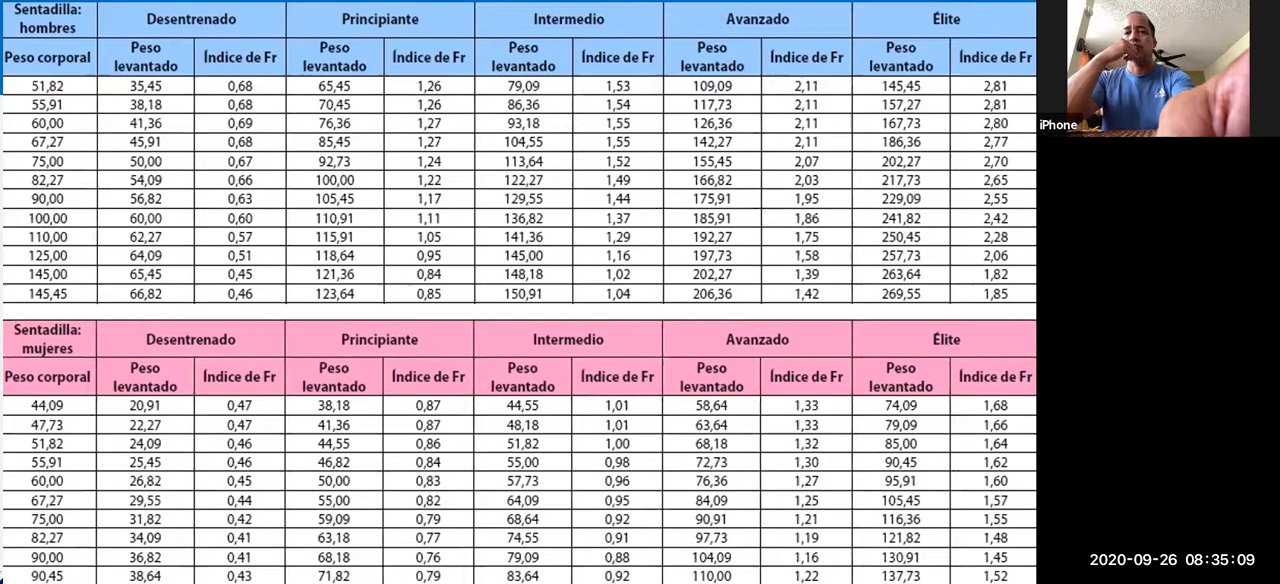 Sentadilla: hombres Desentrenado Principiante Intermedio Avanzado Élite
Peso corporal Peso levantado Índice de Fr Peso levantado Índice de Fr Peso levantado Índice de Fr Peso levantado Índice de Fr Peso levantado Índice de Fr
51,82 35,45 0,68 65,45 1,26 79,09 1,53 109,09 2,11 145,45 2,81
55,91 38,18 0,68 70,45 1,26 86,36 1,54 117,73 2,11 157,27 2,81
60,00 41,36 0,69 76,36 1,27 93,18 1,55 126,36 2,11 167,73 2,80
67,27 45,91 0,68 85,45 1,27 104,55 1,55 142,27 2,11 186,36 2,77
75,00 50,00 0,67 92,73 1,24 113,64 1,52 155,45 2,07 202,27 2,70
82,27 54,09 0,66 100,00 1,22 122,27 1,49 166,82 2,03 217,73 2,65
90,00 56,82 0,63 105,45 1,17 129,55 1,44 175,91 1,95 229,09 2,55
100,00 60,00 0,60 110,91 1,11 136,82 1,37 185,91 1,86 241,82 2,42
110,00 62,27 0,57 115,91 1,05 141,36 1,29 192,27 1,75 250,45 2,28
125,00 64,09 0,51 118,64 0,95 145,00 1,16 197,73 1,58 257,73 2,06
145,00 65,45 0,45 121,36 0,84 148,18 1,02 202,27 1,39 263,64 1,82
145,45 66,82 0,46 123,64 0,85 150,91 1,04 206,36 1,42 269,55 1,85
Sentadilla: mujeres Desentrenado Principiante Intermedio Avanzado Élite
Peso corporal Peso levantado Índice de Fr Peso levantado Índice de Fr Peso levantado Índice de Fr Peso levantado Índice de Fr Peso levantado Índice de Fr
44,09 20,91 0,47 38,18 0,87 44,55 1,01 58,64 1,33 74,09 1,68
47,73 22,27 0,47 41,36 0,87 48,18 1,01 63,64 1,33 79,09 1,66
51,82 24,09 0,46 44,55 0,86 51,82 1,00 68,18 1,32 85,00 1,64
55,91 25,45 0,46 46,82 0,84 55,00 0,98 72,73 1,30 90,45 1,62
60,00 26,82 0,45 50,00 0,83 57,73 0,96 76,36 1,27 95,91 1,60
67,27 29,55 0,44 55,00 0,82 64,09 0,95 84,09 1,25 105,45 1,57
75,00 31,82 0,42 59,09 0,79 68,64 0,92 90,91 1,21 116,36 1,55
82,27 34,09 0,41 63,18 0,77 74,55 0,91 97,73 1,19 121,82 1,48
90,00 36,82 0,41 68,18 0,76 79,09 0,88 104,09 1,16 130,91 1,45
90,45 38,64 0,43 71,82 0,79 83,64 0,92 110,00 1,22 137,73 1,52
iPhone
2020-09-26 08:35:09